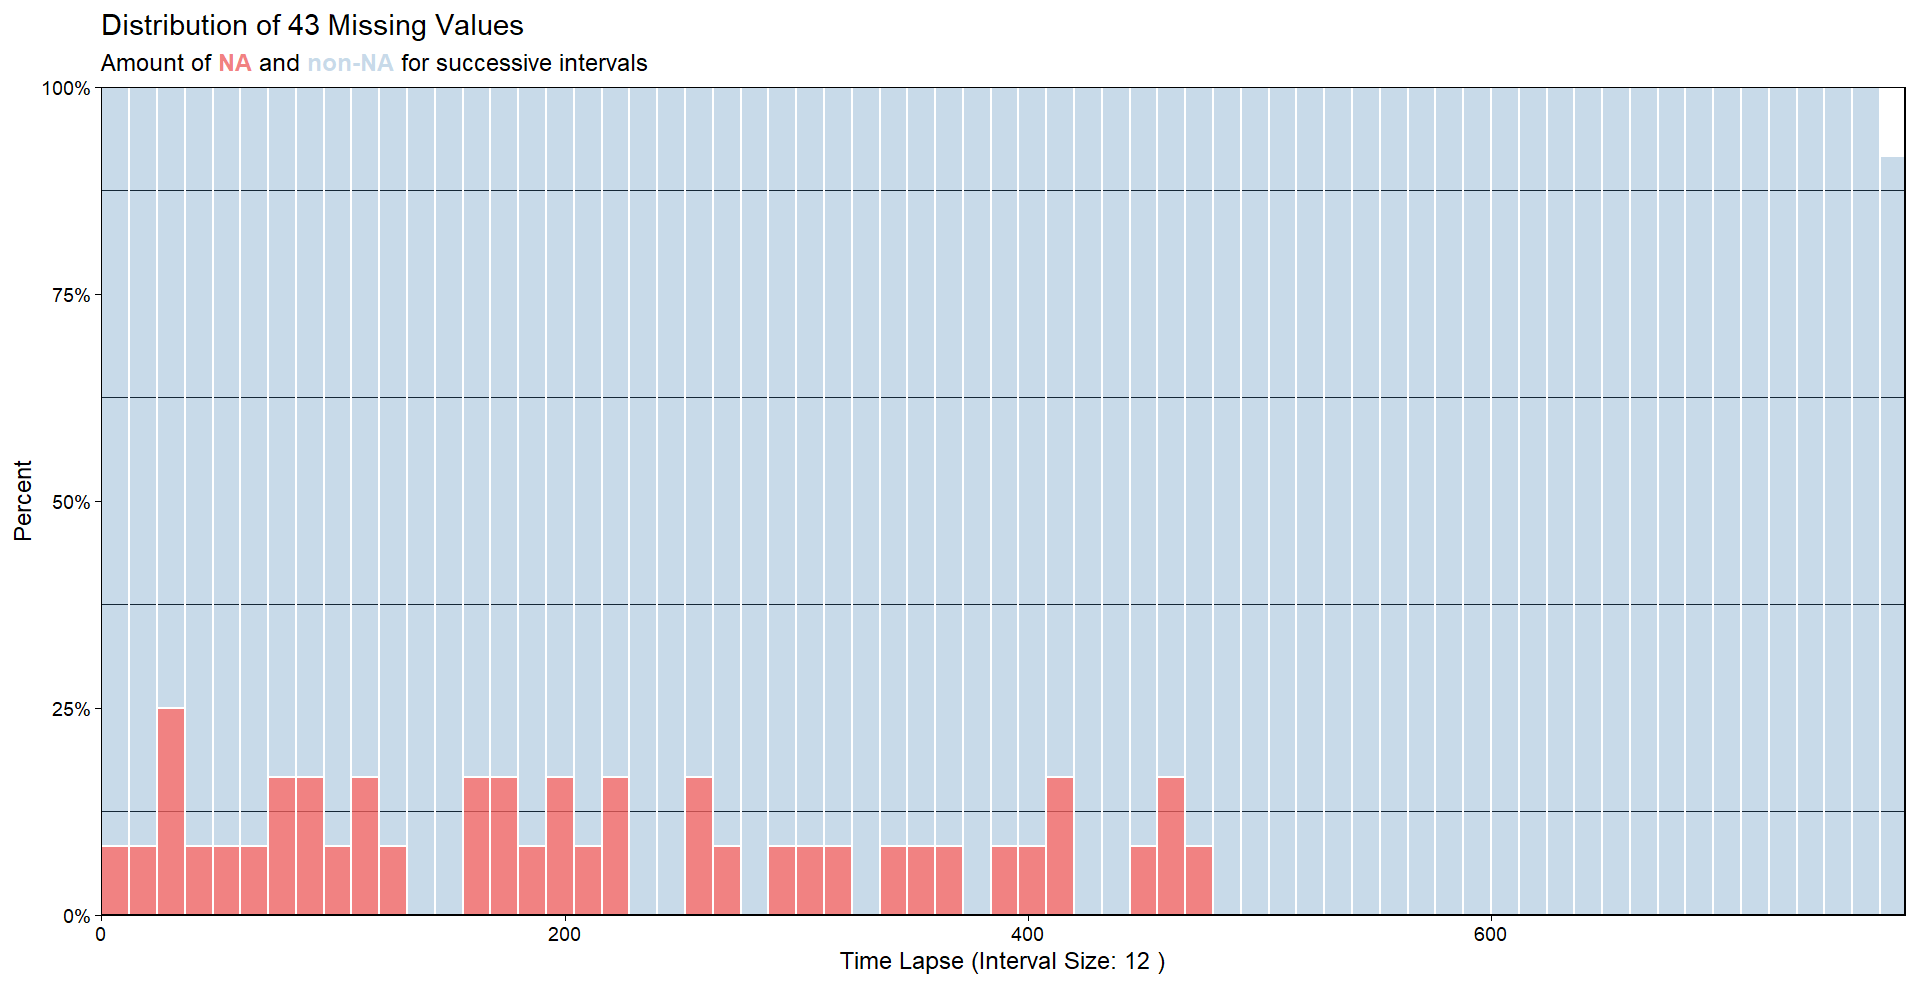 Distribution of 43 Missing Values
Amount of NA and non-NA for successive intervals
100%
75%
50%
25%
0%
Percent
0
200
400
600
Time Lapse (Interval Size: 12 )